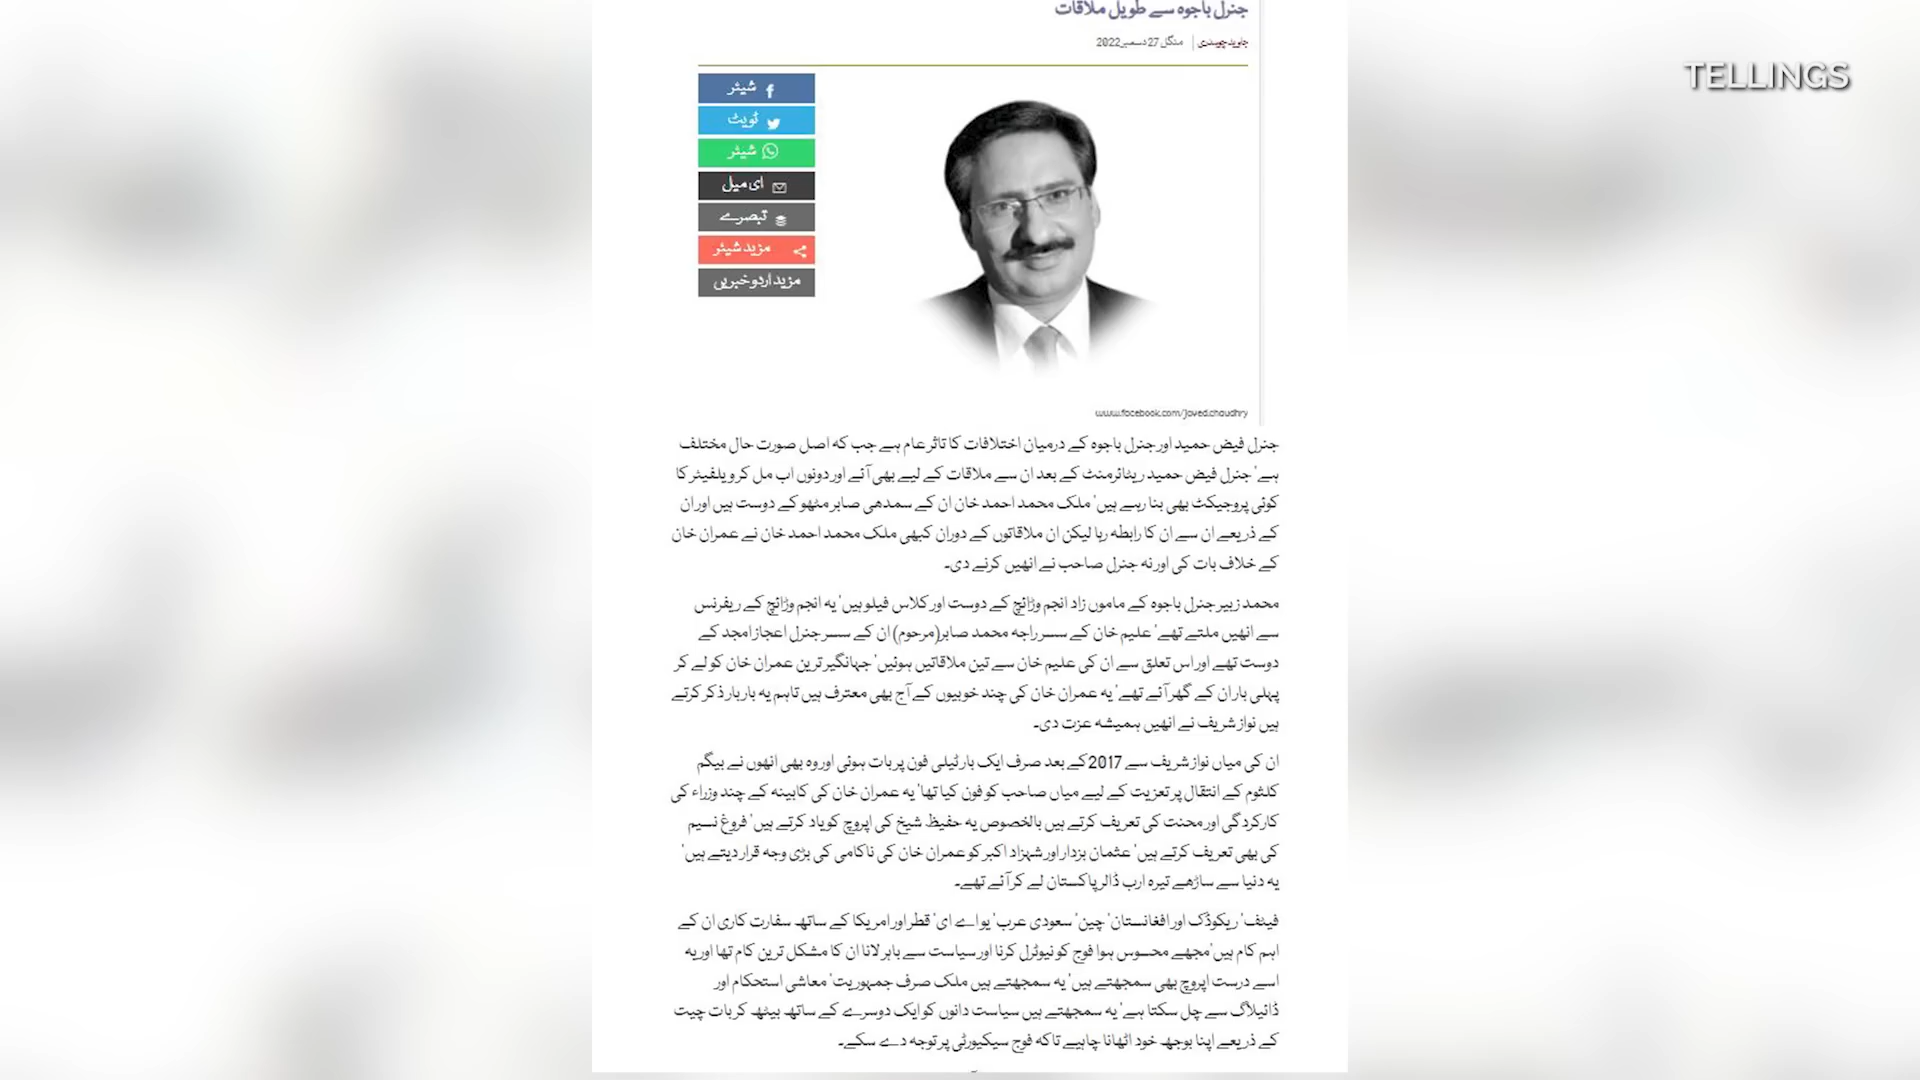 جنرل باجوہ سے طویل ملاقات
جاوید چوہدری | منگل 27 دسمبر 2022
TELLINGS
شیئر
ٹویٹ
شیئر
ای میل
تبصرے
مزید شیئر
مزید اردو خبریں
www.facebook.com/javed.chaudhry
جنرل فیض حمید اور جنرل باجوہ کے درمیان اختلافات کا تاثر عام ہے جب کہ اصل صورت حال مختلف
ہے' جنرل فیض حمید ریٹائرمنٹ کے بعد ان سے ملاقات کے لیے بھی آئے اور دونوں اب مل کر ویلفیئر کا
کوئی پروجیکٹ بھی بنا رہے ہیں' ملک محمد احمد خان ان کے سمدھی صابر مٹھو کے دوست ہیں اور ان
کے ذریعے ان سے ان کا رابطہ رہا لیکن ان ملاقاتوں کے دوران کبھی ملک محمد احمد خان نے عمران خان
کے خلاف بات کی اور نہ جنرل صاحب نے انھیں کرنے دی۔
محمد زبیر جنرل باجوہ کے ماموں زاد انجم وڑائچ کے دوست اور کلاس فیلو ہیں' یہ انجم وڑائچ کے ریفرنس
سے انھیں ملتے تھے' علیم خان کے سسر راجہ محمد صابر(مرحوم) ان کے سسر جنرل اعجاز امجد کے
دوست تھے اور اس تعلق سے ان کی علیم خان سے تین ملاقاتیں ہوئیں' جہانگیر ترین عمران خان کو لے کر
پہلی بار ان کے گھر آئے تھے' یہ عمران خان کی چند خوبیوں کے آج بھی معترف ہیں تاہم یہ بار بار ذکر کرتے
ہیں نواز شریف نے انھیں ہمیشہ عزت دی۔
ان کی میاں نواز شریف سے 2017 کے بعد صرف ایک بار ٹیلی فون پر بات ہوئی اور وہ بھی انھوں نے بیگم
کلثوم کے انتقال پر تعزیت کے لیے میاں صاحب کو فون کیا تھا' یہ عمران خان کی کابینہ کے چند وزراء کی
کارکردگی اور محنت کی تعریف کرتے ہیں بالخصوص یہ حفیظ شیخ کی اپروچ کو یاد کرتے ہیں' فروغ نسیم
کی بھی تعریف کرتے ہیں' عثمان بزدار اور شہزاد اکبر کو عمران خان کی ناکامی کی بڑی وجہ قرار دیتے ہیں'
یہ دنیا سے ساڑھے تیرہ ارب ڈالر پاکستان لے کر آئے تھے۔
فیٹف' ریکوڈک اور افغانستان' چین' سعودی عرب' یو اے ای' قطر اور امریکا کے ساتھ سفارت کاری ان کے
اہم کام ہیں' مجھے محسوس ہوا فوج کو نیوٹرل کرنا اور سیاست سے باہر لانا ان کا مشکل ترین کام تھا اور یہ
اسے درست اپروچ بھی سمجھتے ہیں' یہ سمجھتے ہیں ملک صرف جمہوریت' معاشی استحکام اور
ڈائیلاگ سے چل سکتا ہے' یہ سمجھتے ہیں سیاست دانوں کو ایک دوسرے کے ساتھ بیٹھ کر بات چیت
کے ذریعے اپنا بوجھ خود اٹھانا چاہیے تاکہ فوج سیکیورٹی پر توجہ دے سکے۔